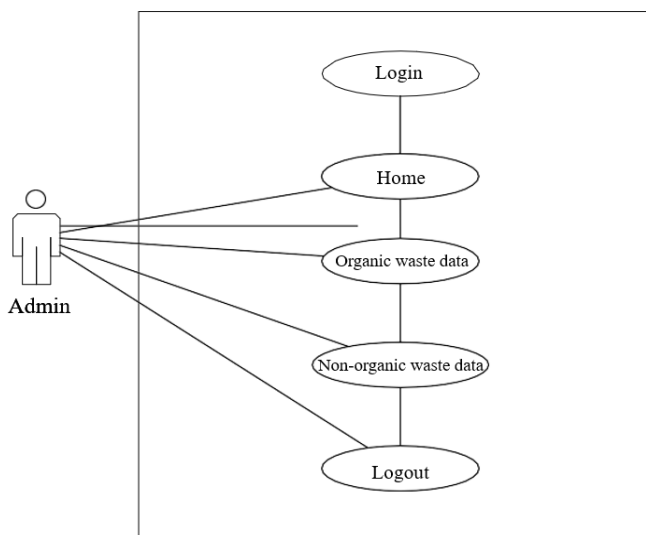 Login
Home
Organic waste data
Admin
Non-organic waste data
Logout